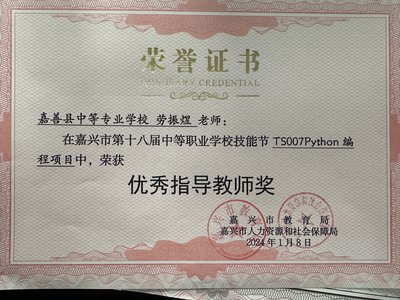 荣誉证书
CREDENTIAL
嘉善县中等专业学校 劳振煜 老师：
在嘉兴市第十八届中等职业学校技能节 TS007Python 编
程项目中，荣获
优秀指导教师奖
嘉兴市教育局
嘉兴市人力资源和社会保障局
2024年1月8日